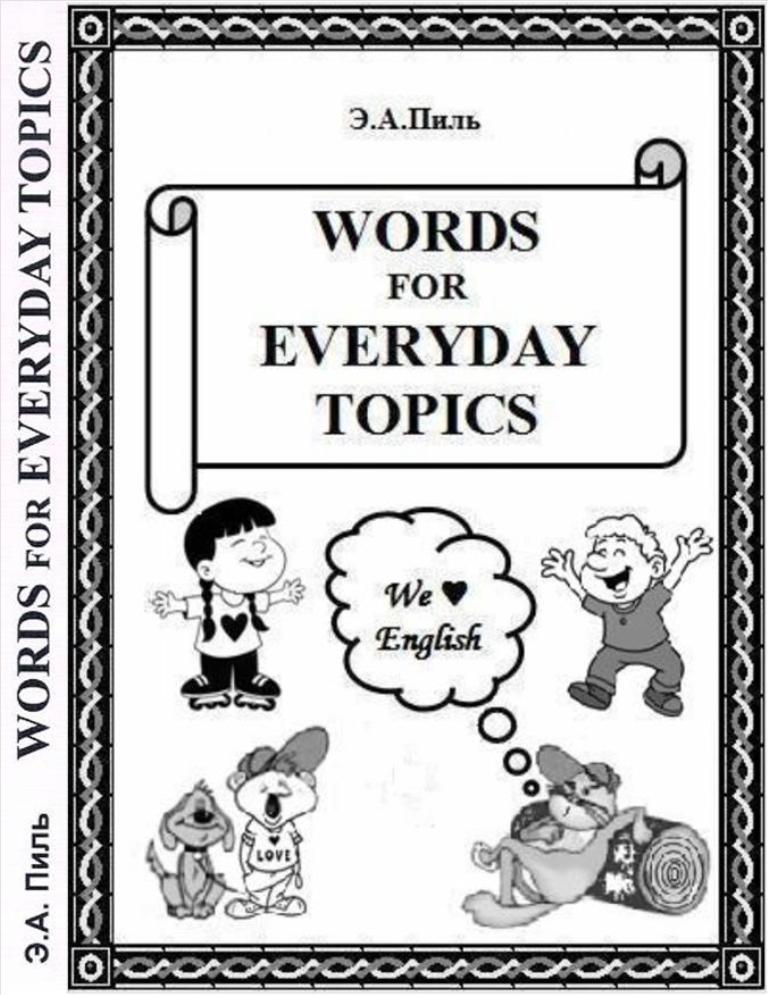 Э.А. Пиль WORDS FOR EVERYDAY TOPICS
Э.А.Пиль
WORDS
FOR
EVERYDAY
TOPICS
We ♥
English
LOVE